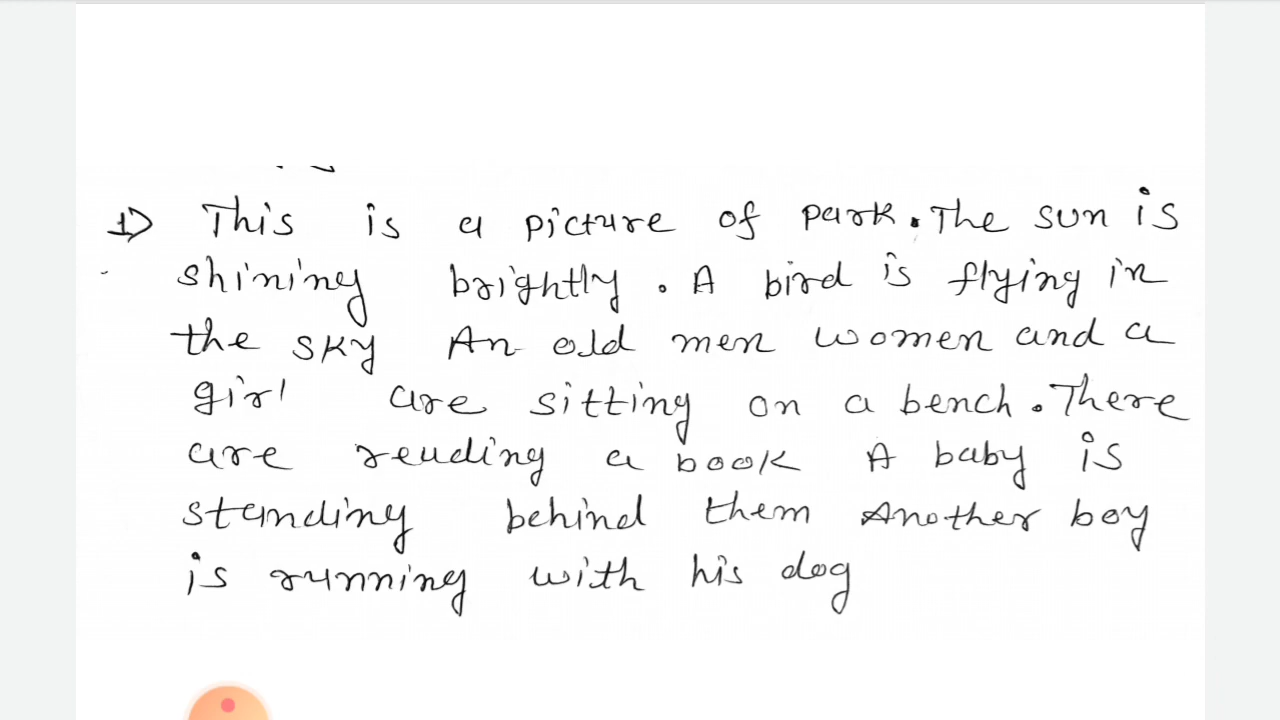 1) This is a picture of park. The sun is
shining brightly. A bird is flying in
the sky An old men women and a
girl are sitting on a bench. There
are reading a book A baby is
standing behind them Another boy
is running with his dog